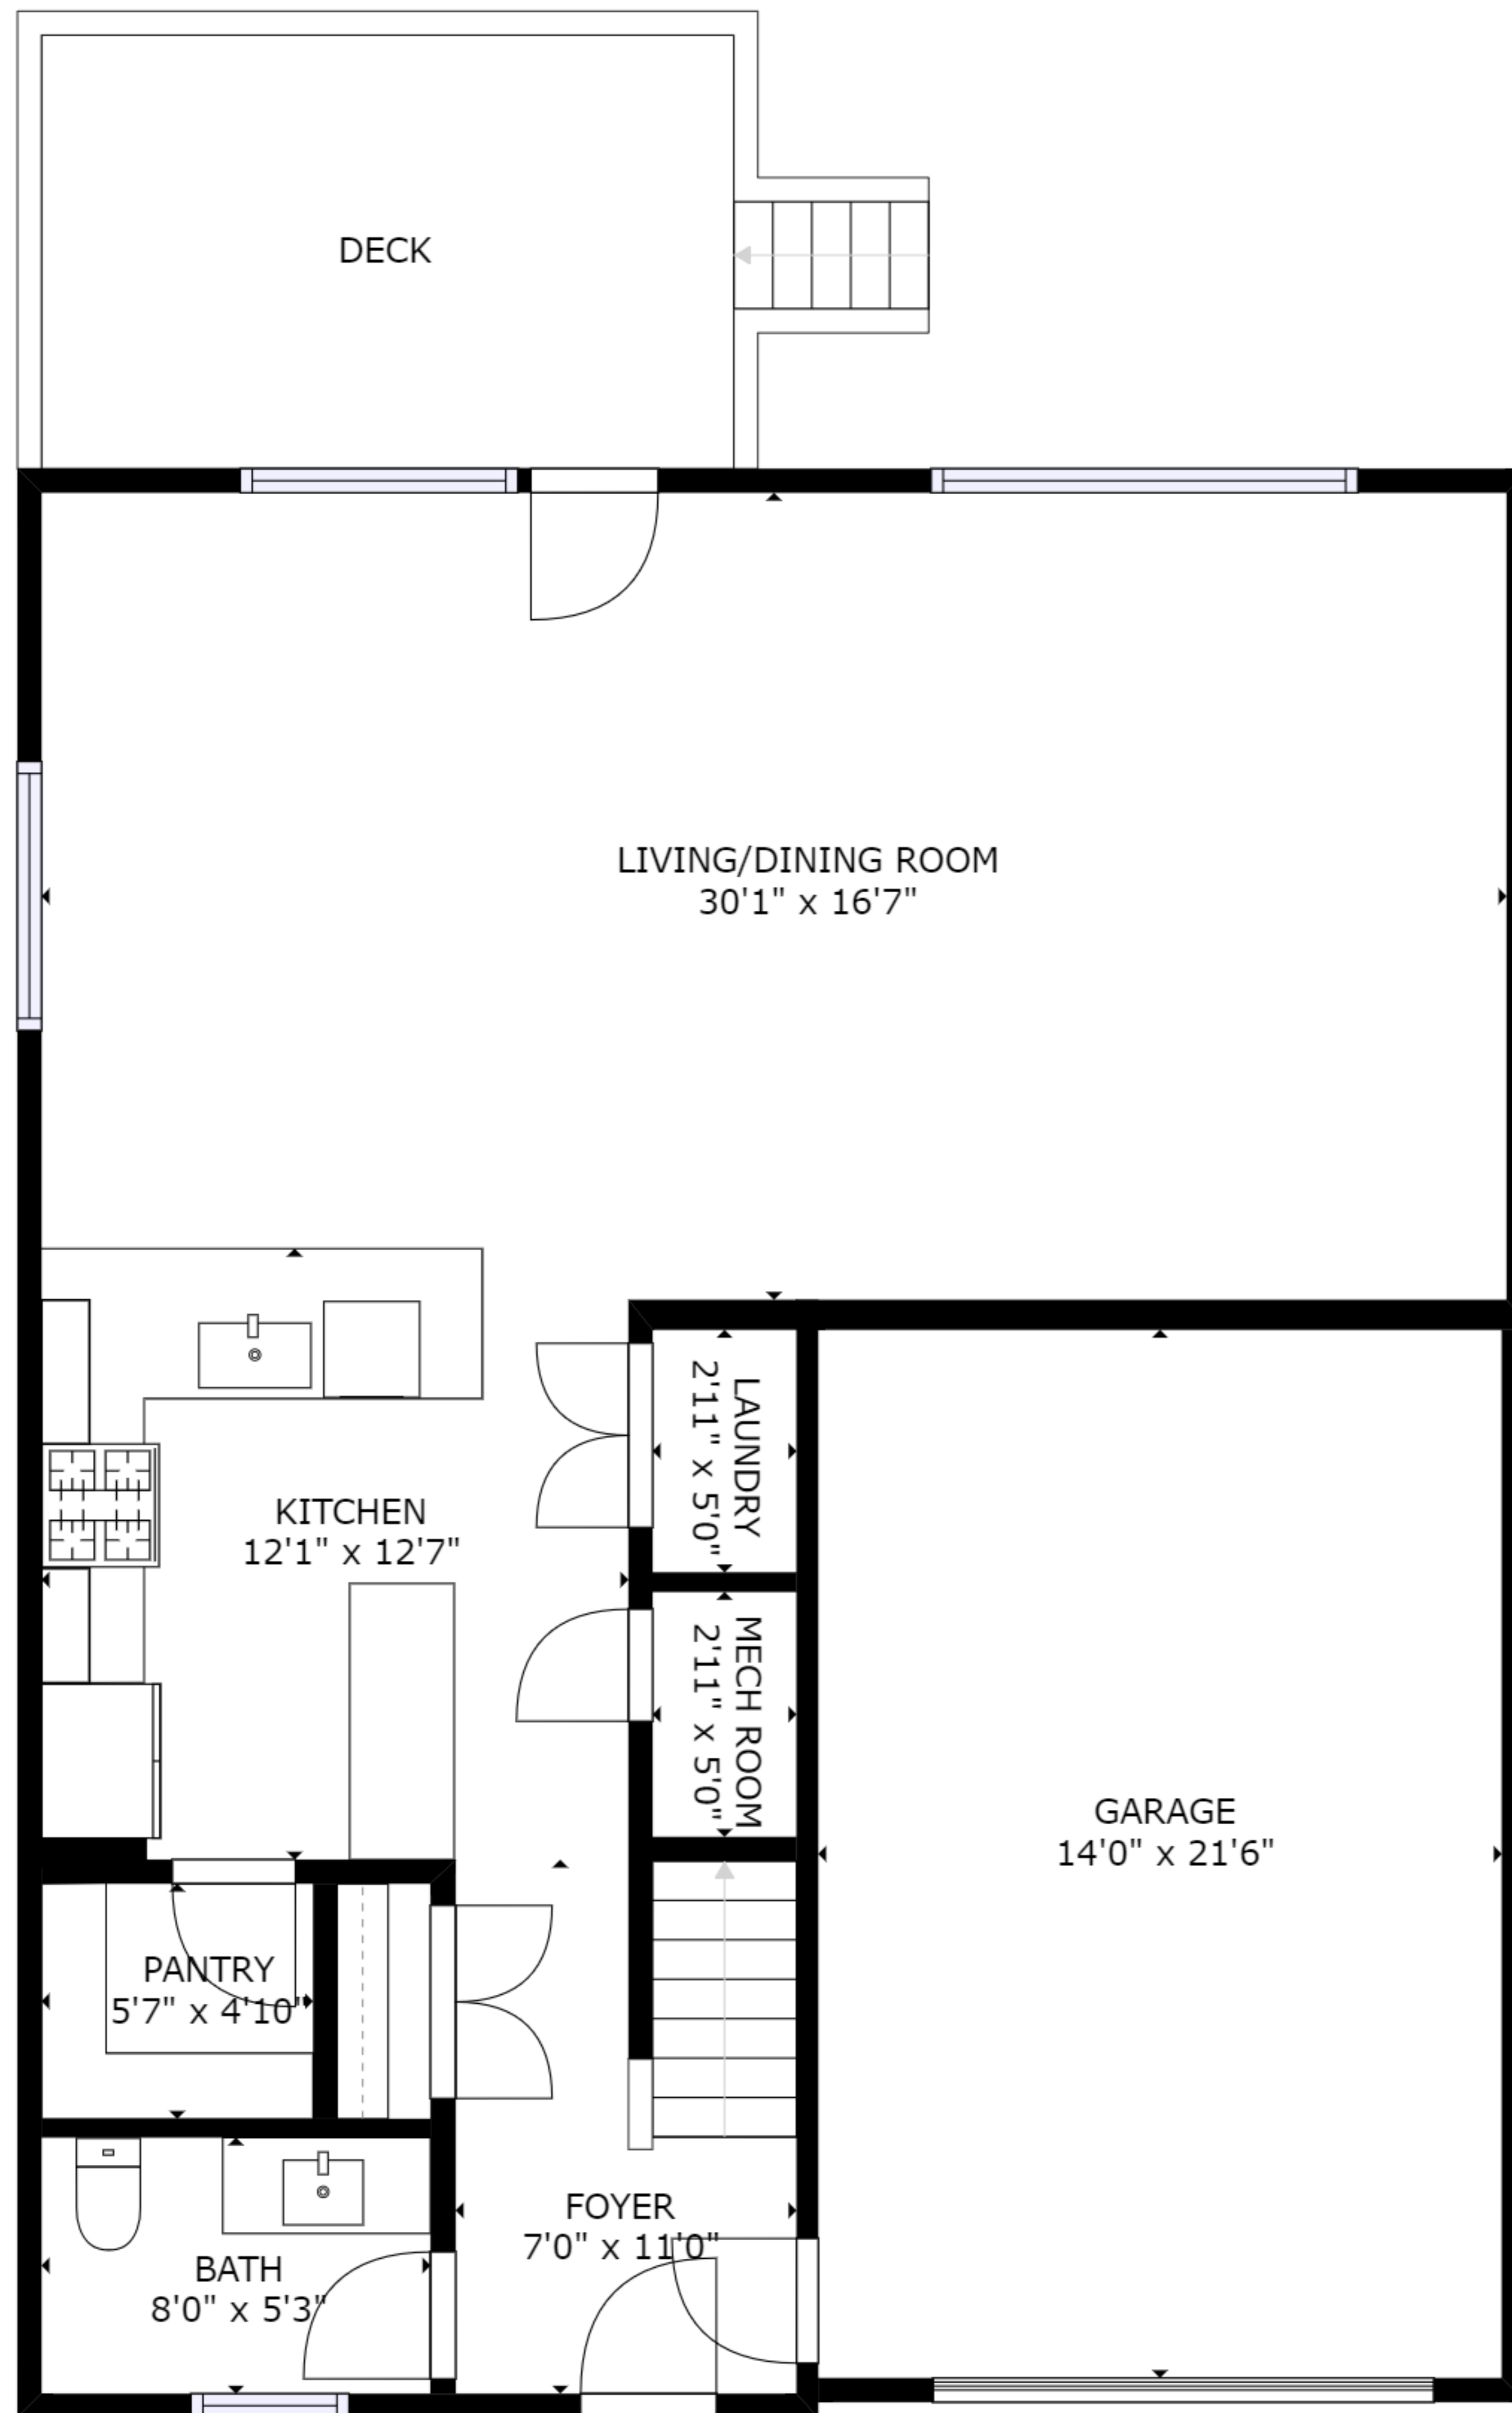 DECK
LIVING/DINING ROOM
30'1" x 16'7"
LAUNDRY
2'11" x 5'0"
KITCHEN
12'1" x 12'7"
MECH ROOM
2'11" x 5'0"
GARAGE
14'0" x 21'6"
PANTRY
5'7" x 4'10"
FOYER
7'0" x 11'0"
BATH
8'0" x 5'3"